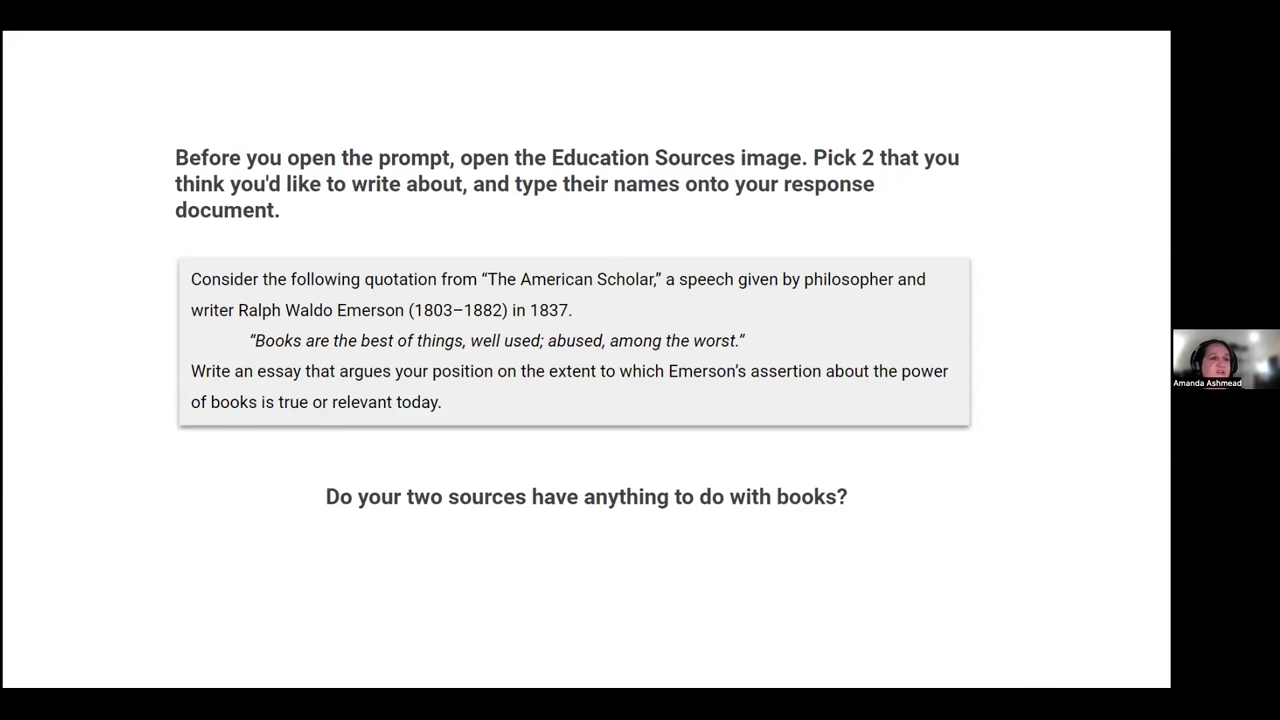 Before you open the prompt, open the Education Sources image. Pick 2 that you
think you'd like to write about, and type their names onto your response
document.
Consider the following quotation from “The American Scholar,” a speech given by philosopher and
writer Ralph Waldo Emerson (1803–1882) in 1837.
“Books are the best of things, well used; abused, among the worst.”
Write an essay that argues your position on the extent to which Emerson’s assertion about the power
of books is true or relevant today.
Do your two sources have anything to do with books?
Amanda Ashmead